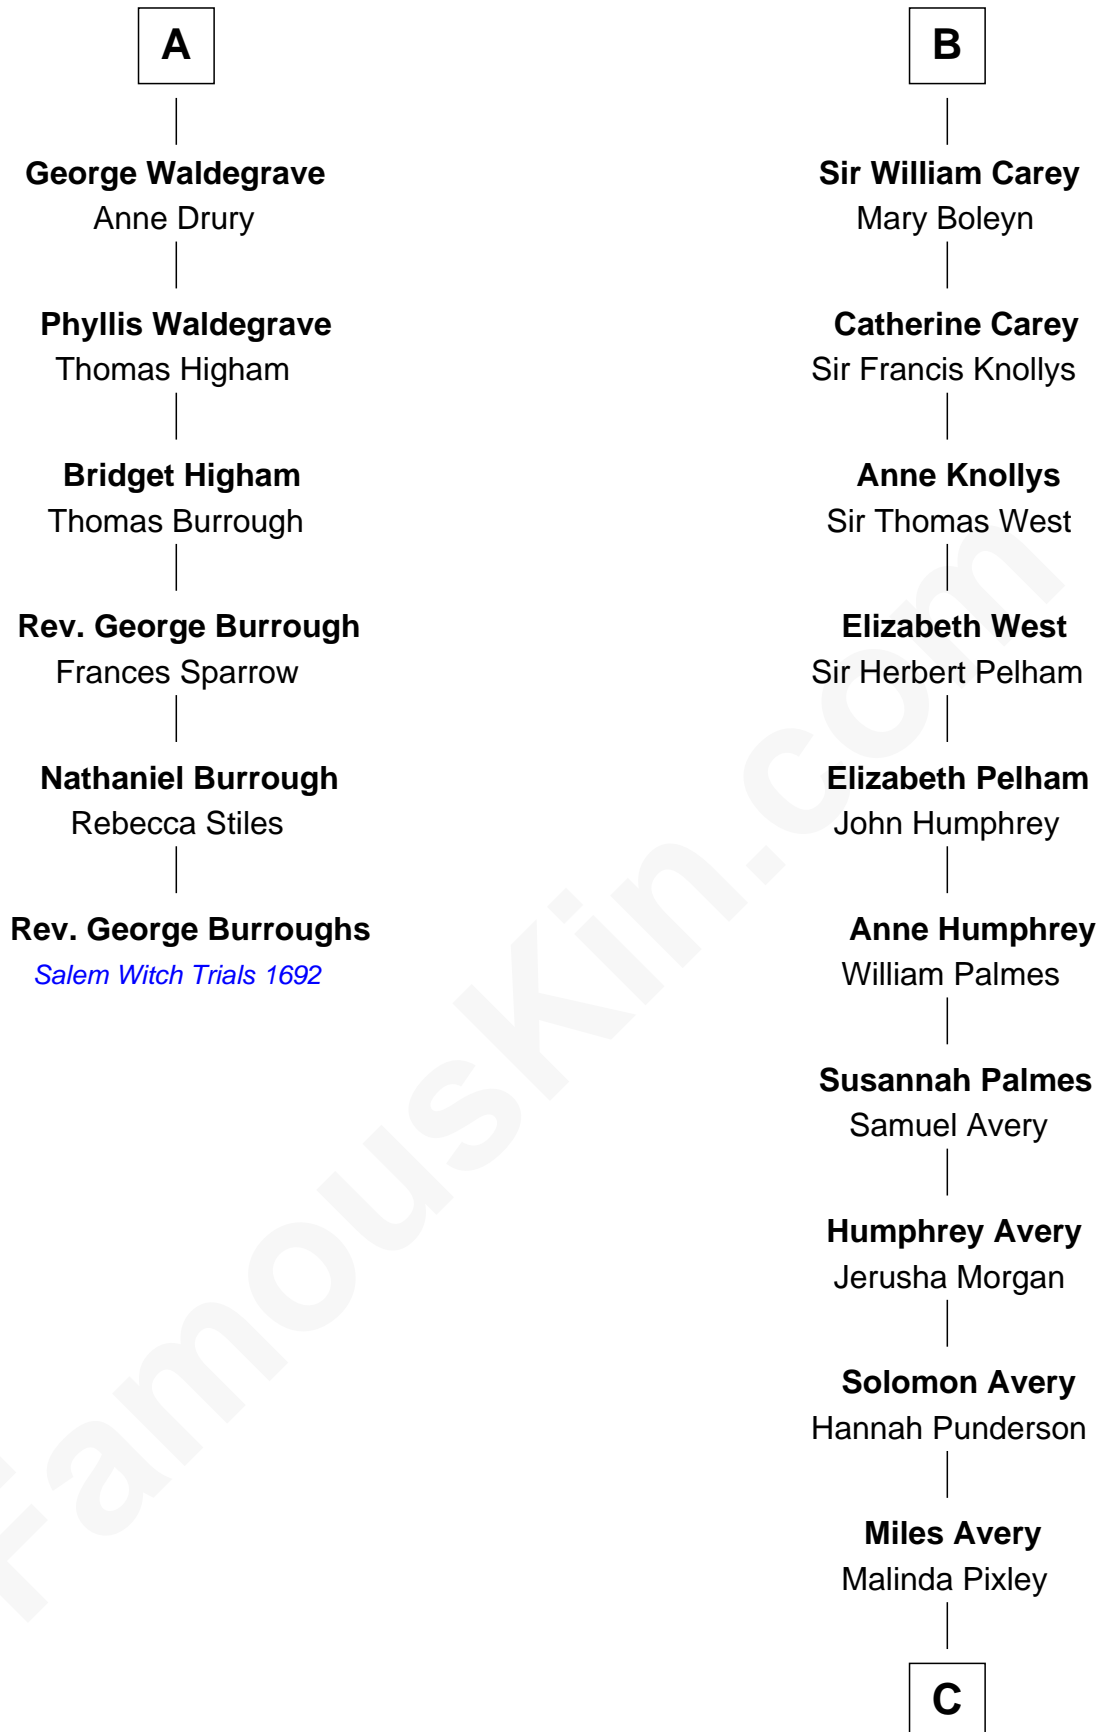 A
George Waldegrave
Anne Drury
Phyllis Waldegrave
Thomas Higham
Bridget Higham
Thomas Burrough
Rev. George Burrough
Frances Sparrow
Nathaniel Burrough
Rebecca Stiles
Rev. George Burroughs
Salem Witch Trials 1692
B
Sir William Carey
Mary Boleyn
Catherine Carey
Sir Francis Knollys
Anne Knollys
Sir Thomas West
Elizabeth West
Sir Herbert Pelham
Elizabeth Pelham
John Humphrey
Anne Humphrey
William Palmes
Susannah Palmes
Samuel Avery
Humphrey Avery
Jerusha Morgan
Solomon Avery
Hannah Punderson
Miles Avery
Malinda Pixley
C
FamousKin.com